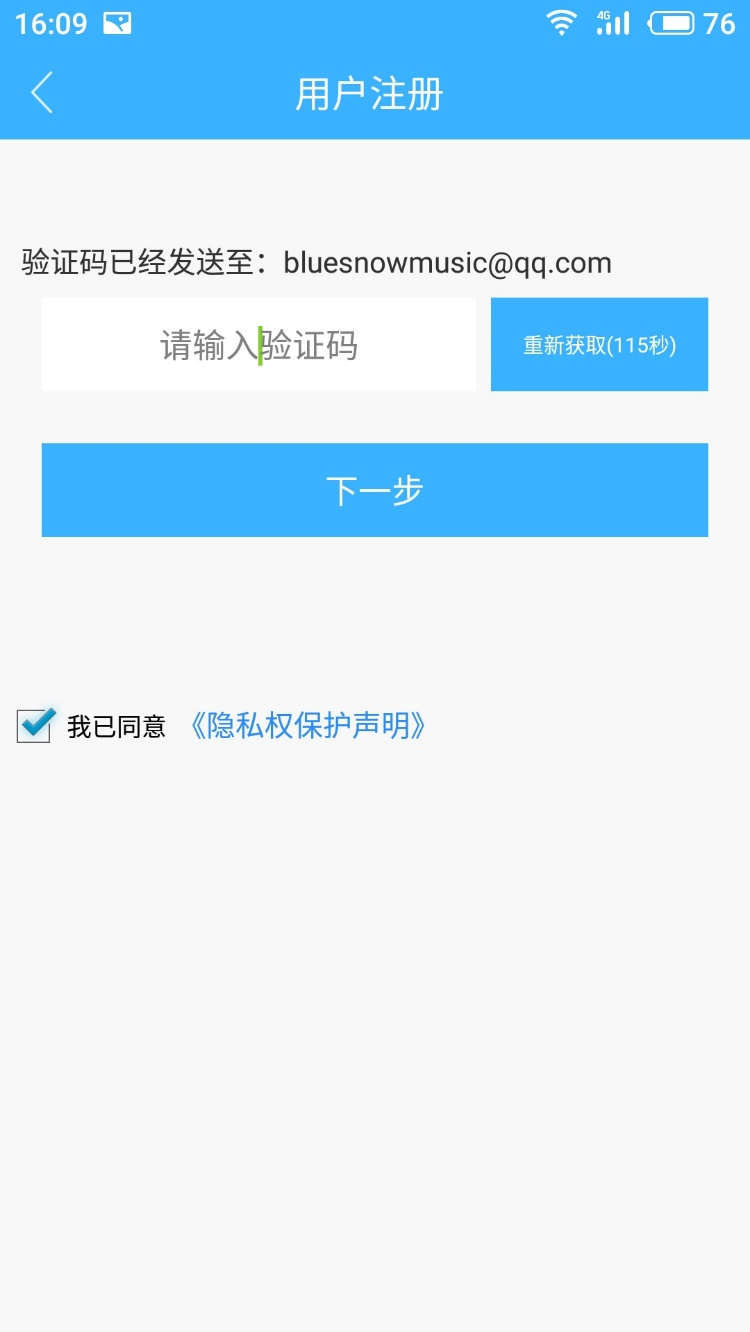 16:09 4G 76
用户注册
验证码已经发送至：bluesnowmusic@qq.com
请输入验证码 重新获取(115秒)
下一步
我已同意 《隐私权保护声明》